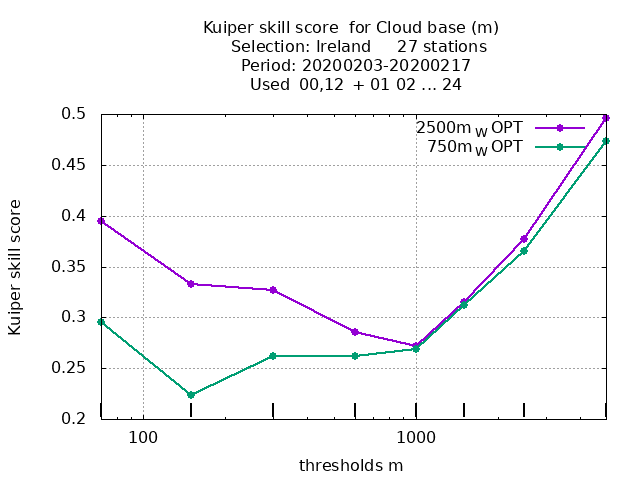 Kuiper skill score  for Cloud base (m)
Selection: Ireland     27 stations
Period: 20200203-20200217
Used  00,12  + 01 02 ... 24
2500m W OPT
750m W OPT
Kuiper skill score
0.5
0.45
0.4
0.35
0.3
0.25
0.2
100
1000
thresholds m